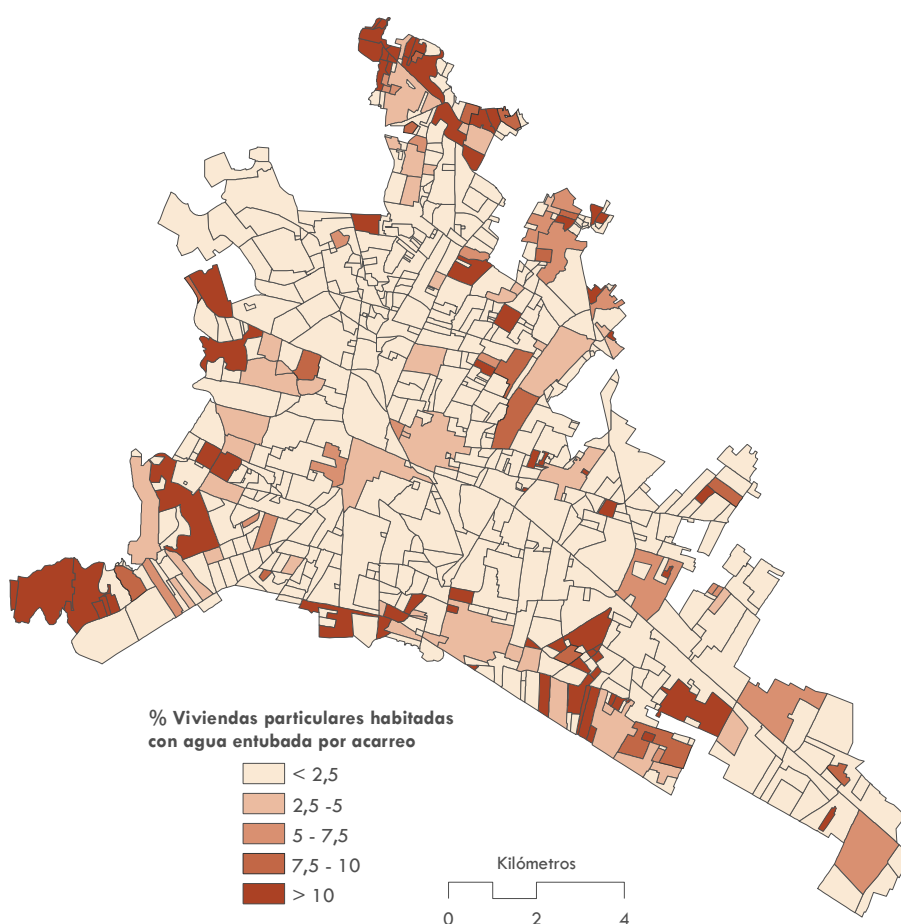 % Viviendas particulares habitadas
con agua entubada por acarreo
< 2,5
2,5 -5
5 - 7,5
7,5 - 10
> 10
Kilómetros
0 2 4